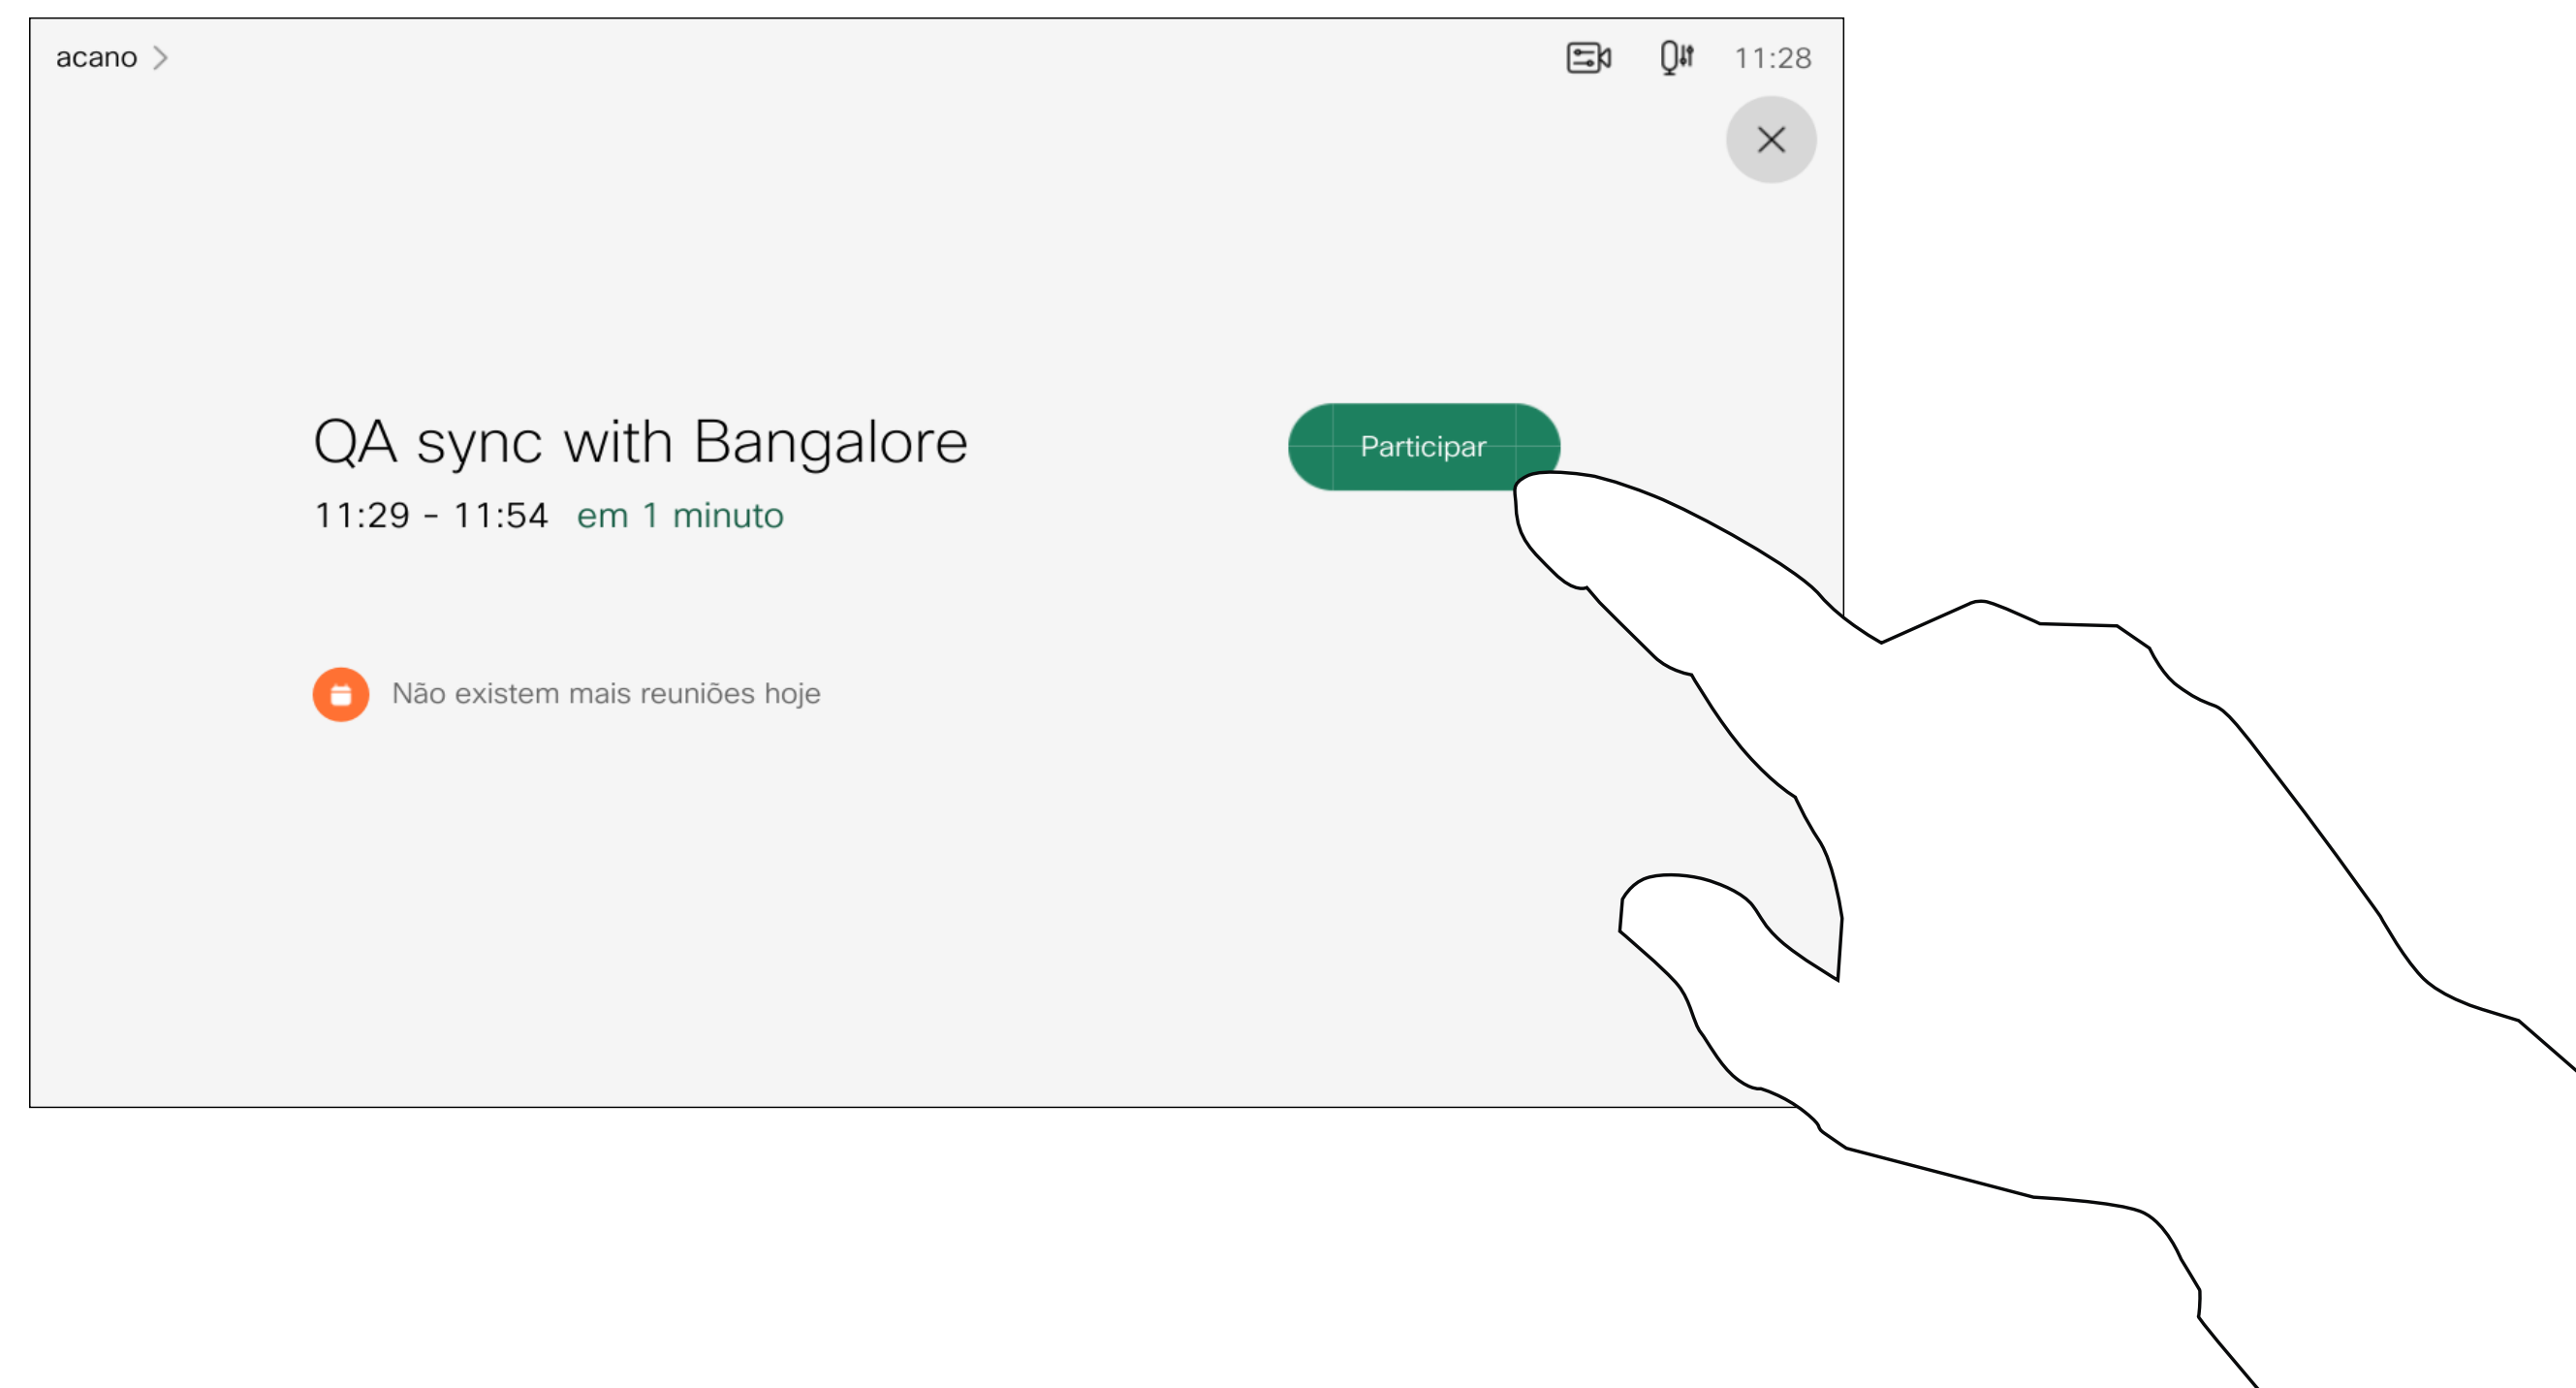 acano
11:28
QA sync with Bangalore
Participar
11:29 - 11:54 em 1 minuto
Não existem mais reuniões hoje